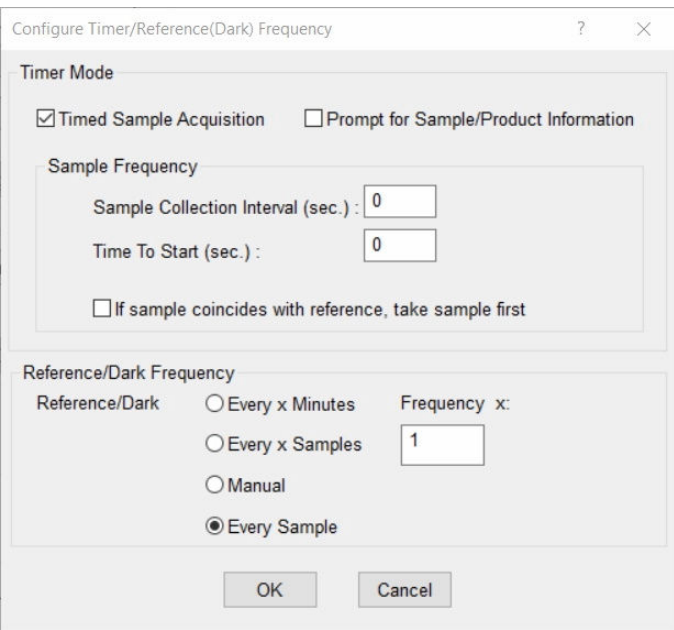 Configure Timer/Reference(Dark) Frequency ? ×
Timer Mode
Timed Sample Acquisition Prompt for Sample/Product Information
Sample Frequency
Sample Collection Interval (sec.) : 0
Time To Start (sec.) : 0
If sample coincides with reference, take sample first
Reference/Dark Frequency
Reference/Dark Every x Minutes Frequency x:
Every x Samples 1
Manual
Every Sample
OK Cancel